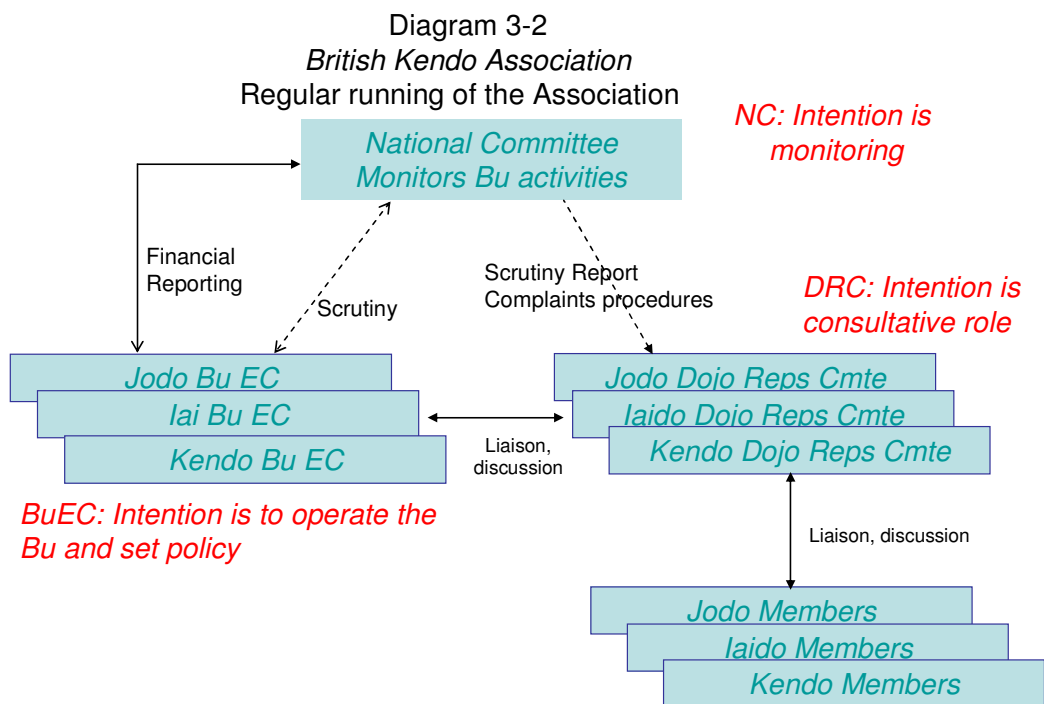 Diagram 3-2
British Kendo Association
Regular running of the Association
NC: Intention is
monitoring
National Committee
Monitors Bu activities
Financial
Reporting
Scrutiny
Scrutiny Report
Complaints procedures
DRC: Intention is
consultative role
Jodo Bu EC
Iai Bu EC
Kendo Bu EC
Liaison,
discussion
Jodo Dojo Reps Cmte
Iaido Dojo Reps Cmte
Kendo Dojo Reps Cmte
BuEC: Intention is to operate the
Bu and set policy
Liaison, discussion
Jodo Members
Iaido Members
Kendo Members